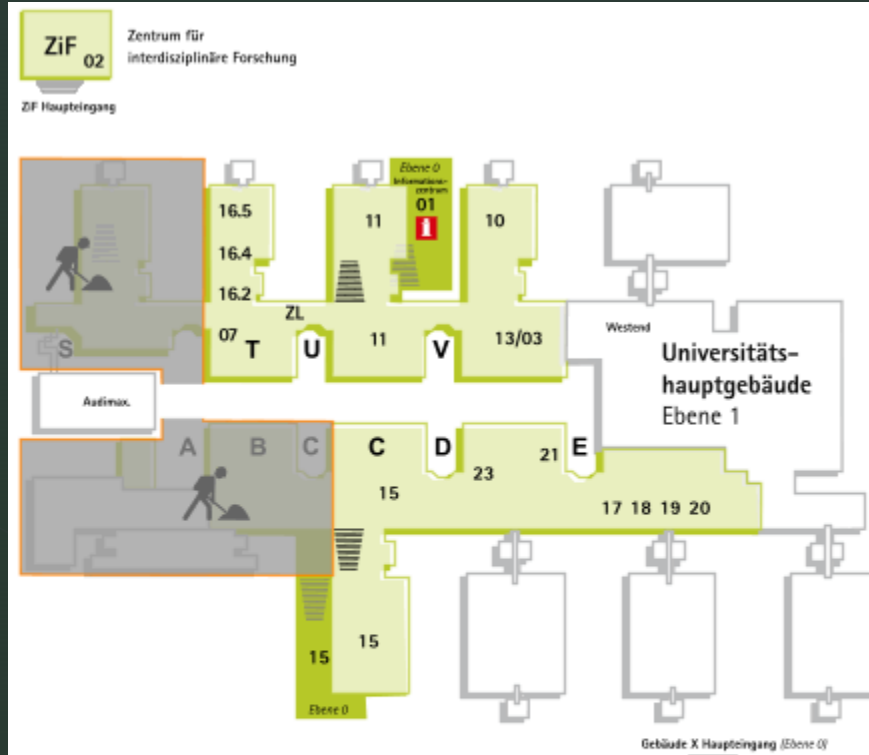 ZiF 02
Zentrum für
interdisziplinäre Forschung
ZiF Haupteingang
Ebene 0
Informations-
zentrum
01
i
16.5
11
10
16.4
16.2
ZL
07
T
U
11
V
13/03
Westend
S
Universitäts-
hauptgebäude
Ebene 1
Audimax.
A
B
C
C
D
21
E
23
15
17 18 19 20
15
15
Ebene 0
Gebäude X Haupteingang (Ebene 0)